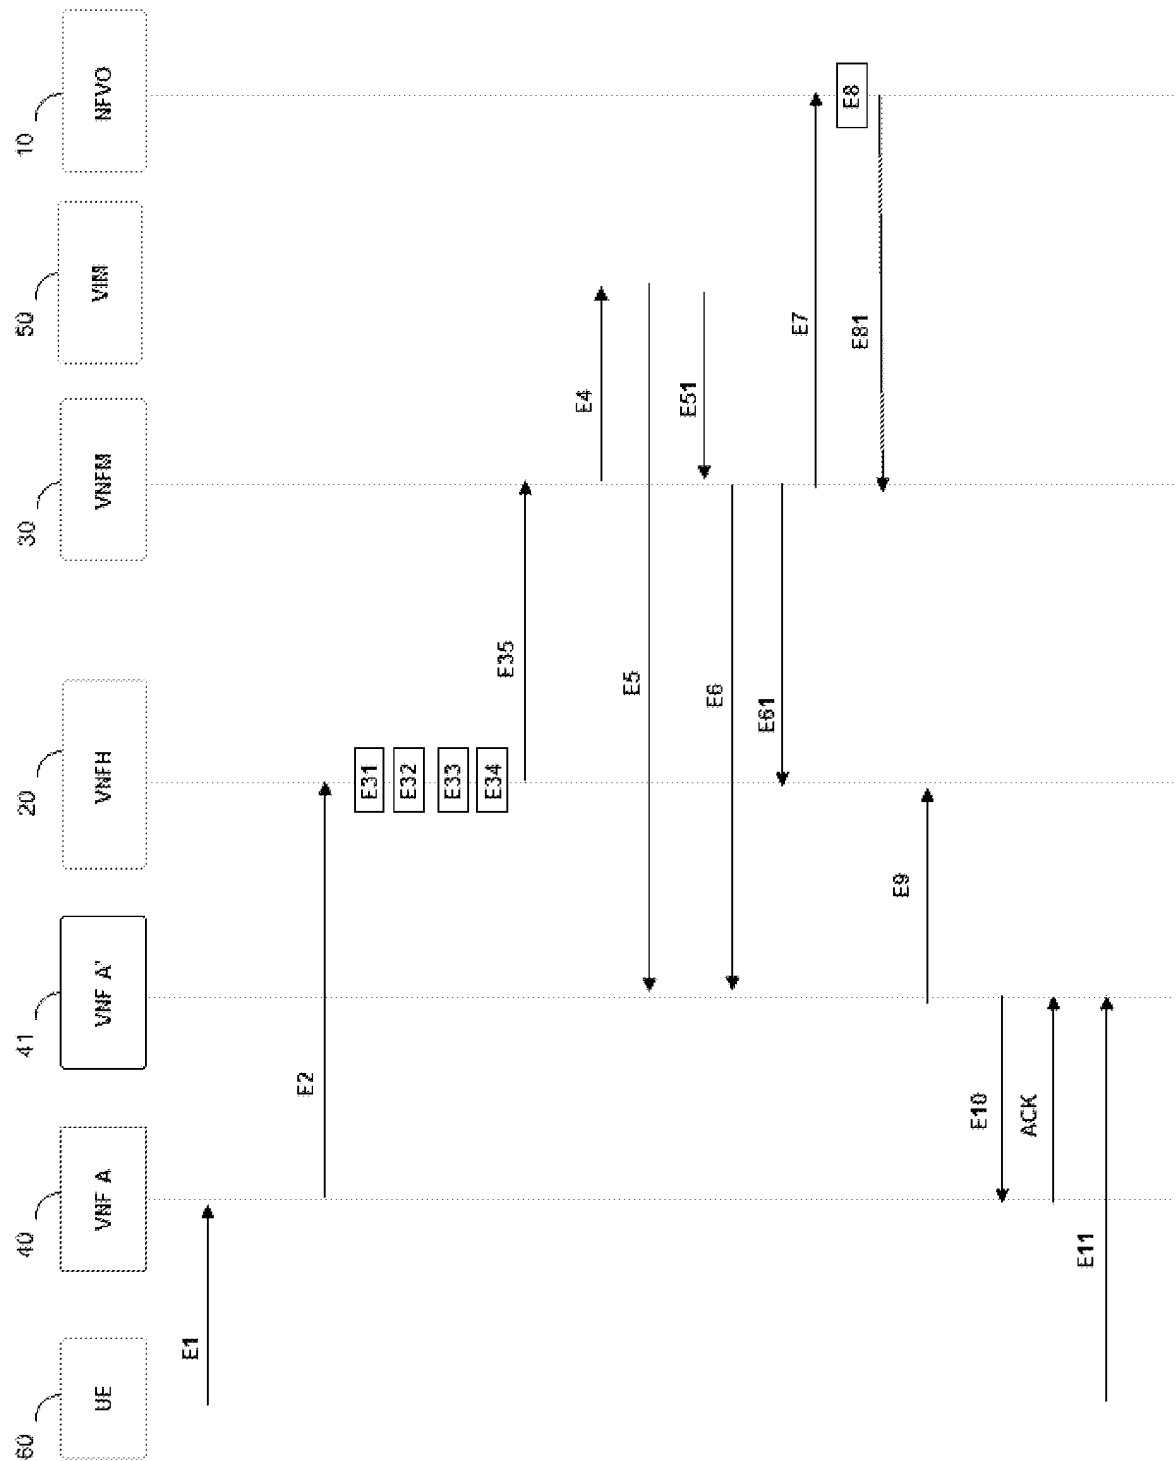 60
UE
40
VNF A
41
VNF A'
20
VNFH
30
VNFM
50
VIM
10
NFVO
E1
E2
E31
E32
E33
E34
E35
E4
E5
E51
E6
E61
E7
E8
E81
E9
E10
ACK
E11